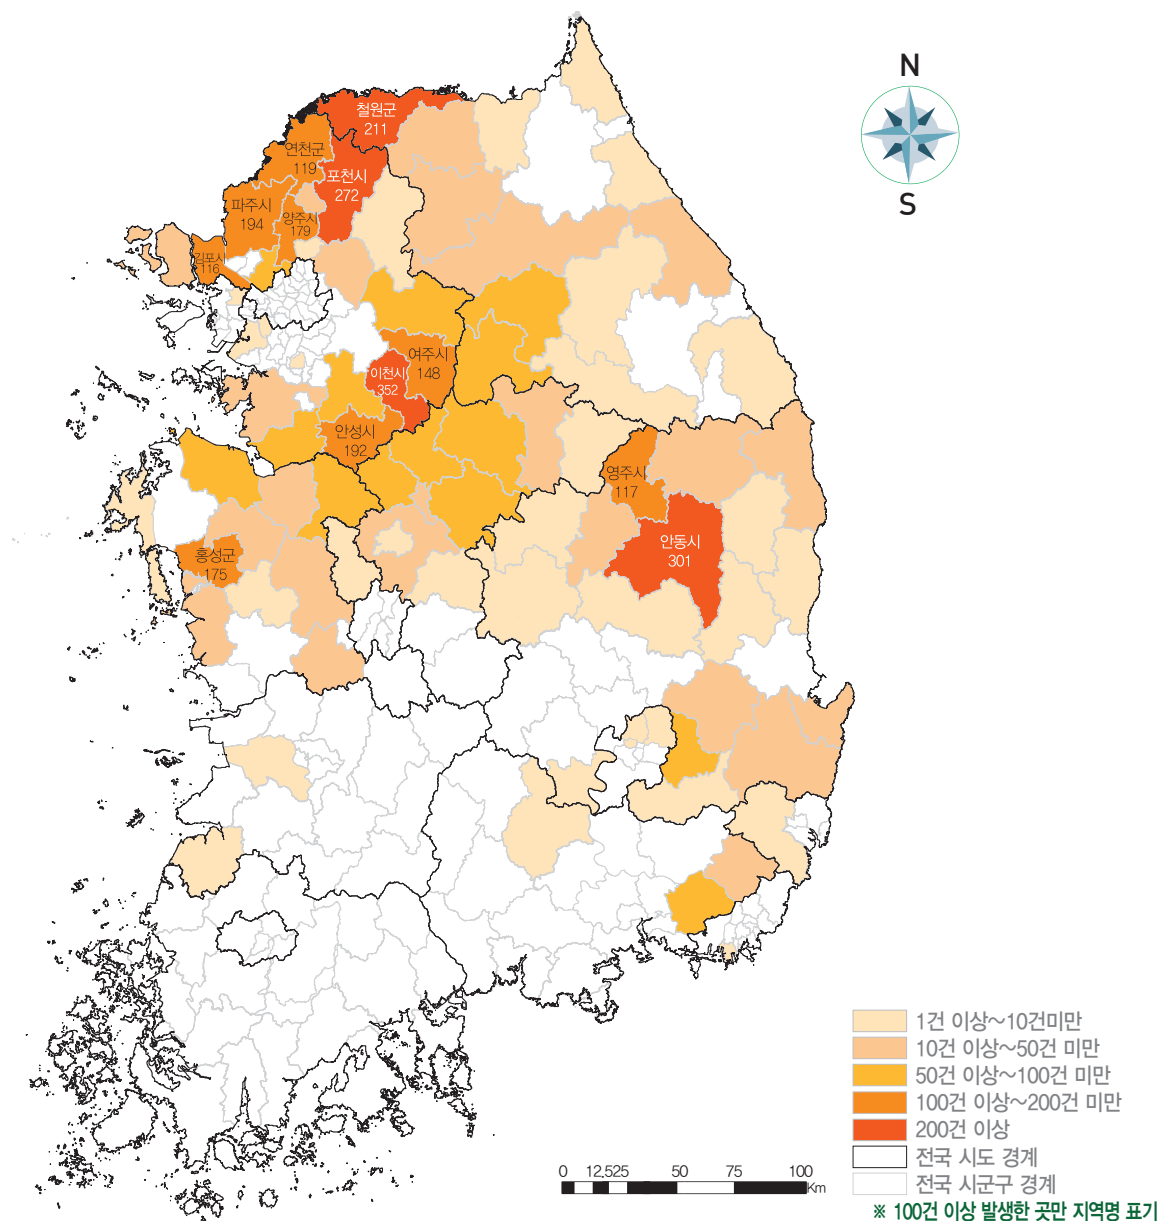 N
S
철원군
211
연천군
119
포천시
272
파주시
194
양주시
179
김포시
116
여주시
148
이천시
352
안성시
192
영주시
117
안동시
301
홍성군
175
1건 이상~10건미만
10건 이상~50건 미만
50건 이상~100건 미만
100건 이상~200건 미만
200건 이상
전국 시도 경계
전국 시군구 경계
0 12.525 50 75 100
Km
※ 100건 이상 발생한 곳만 지역명 표기